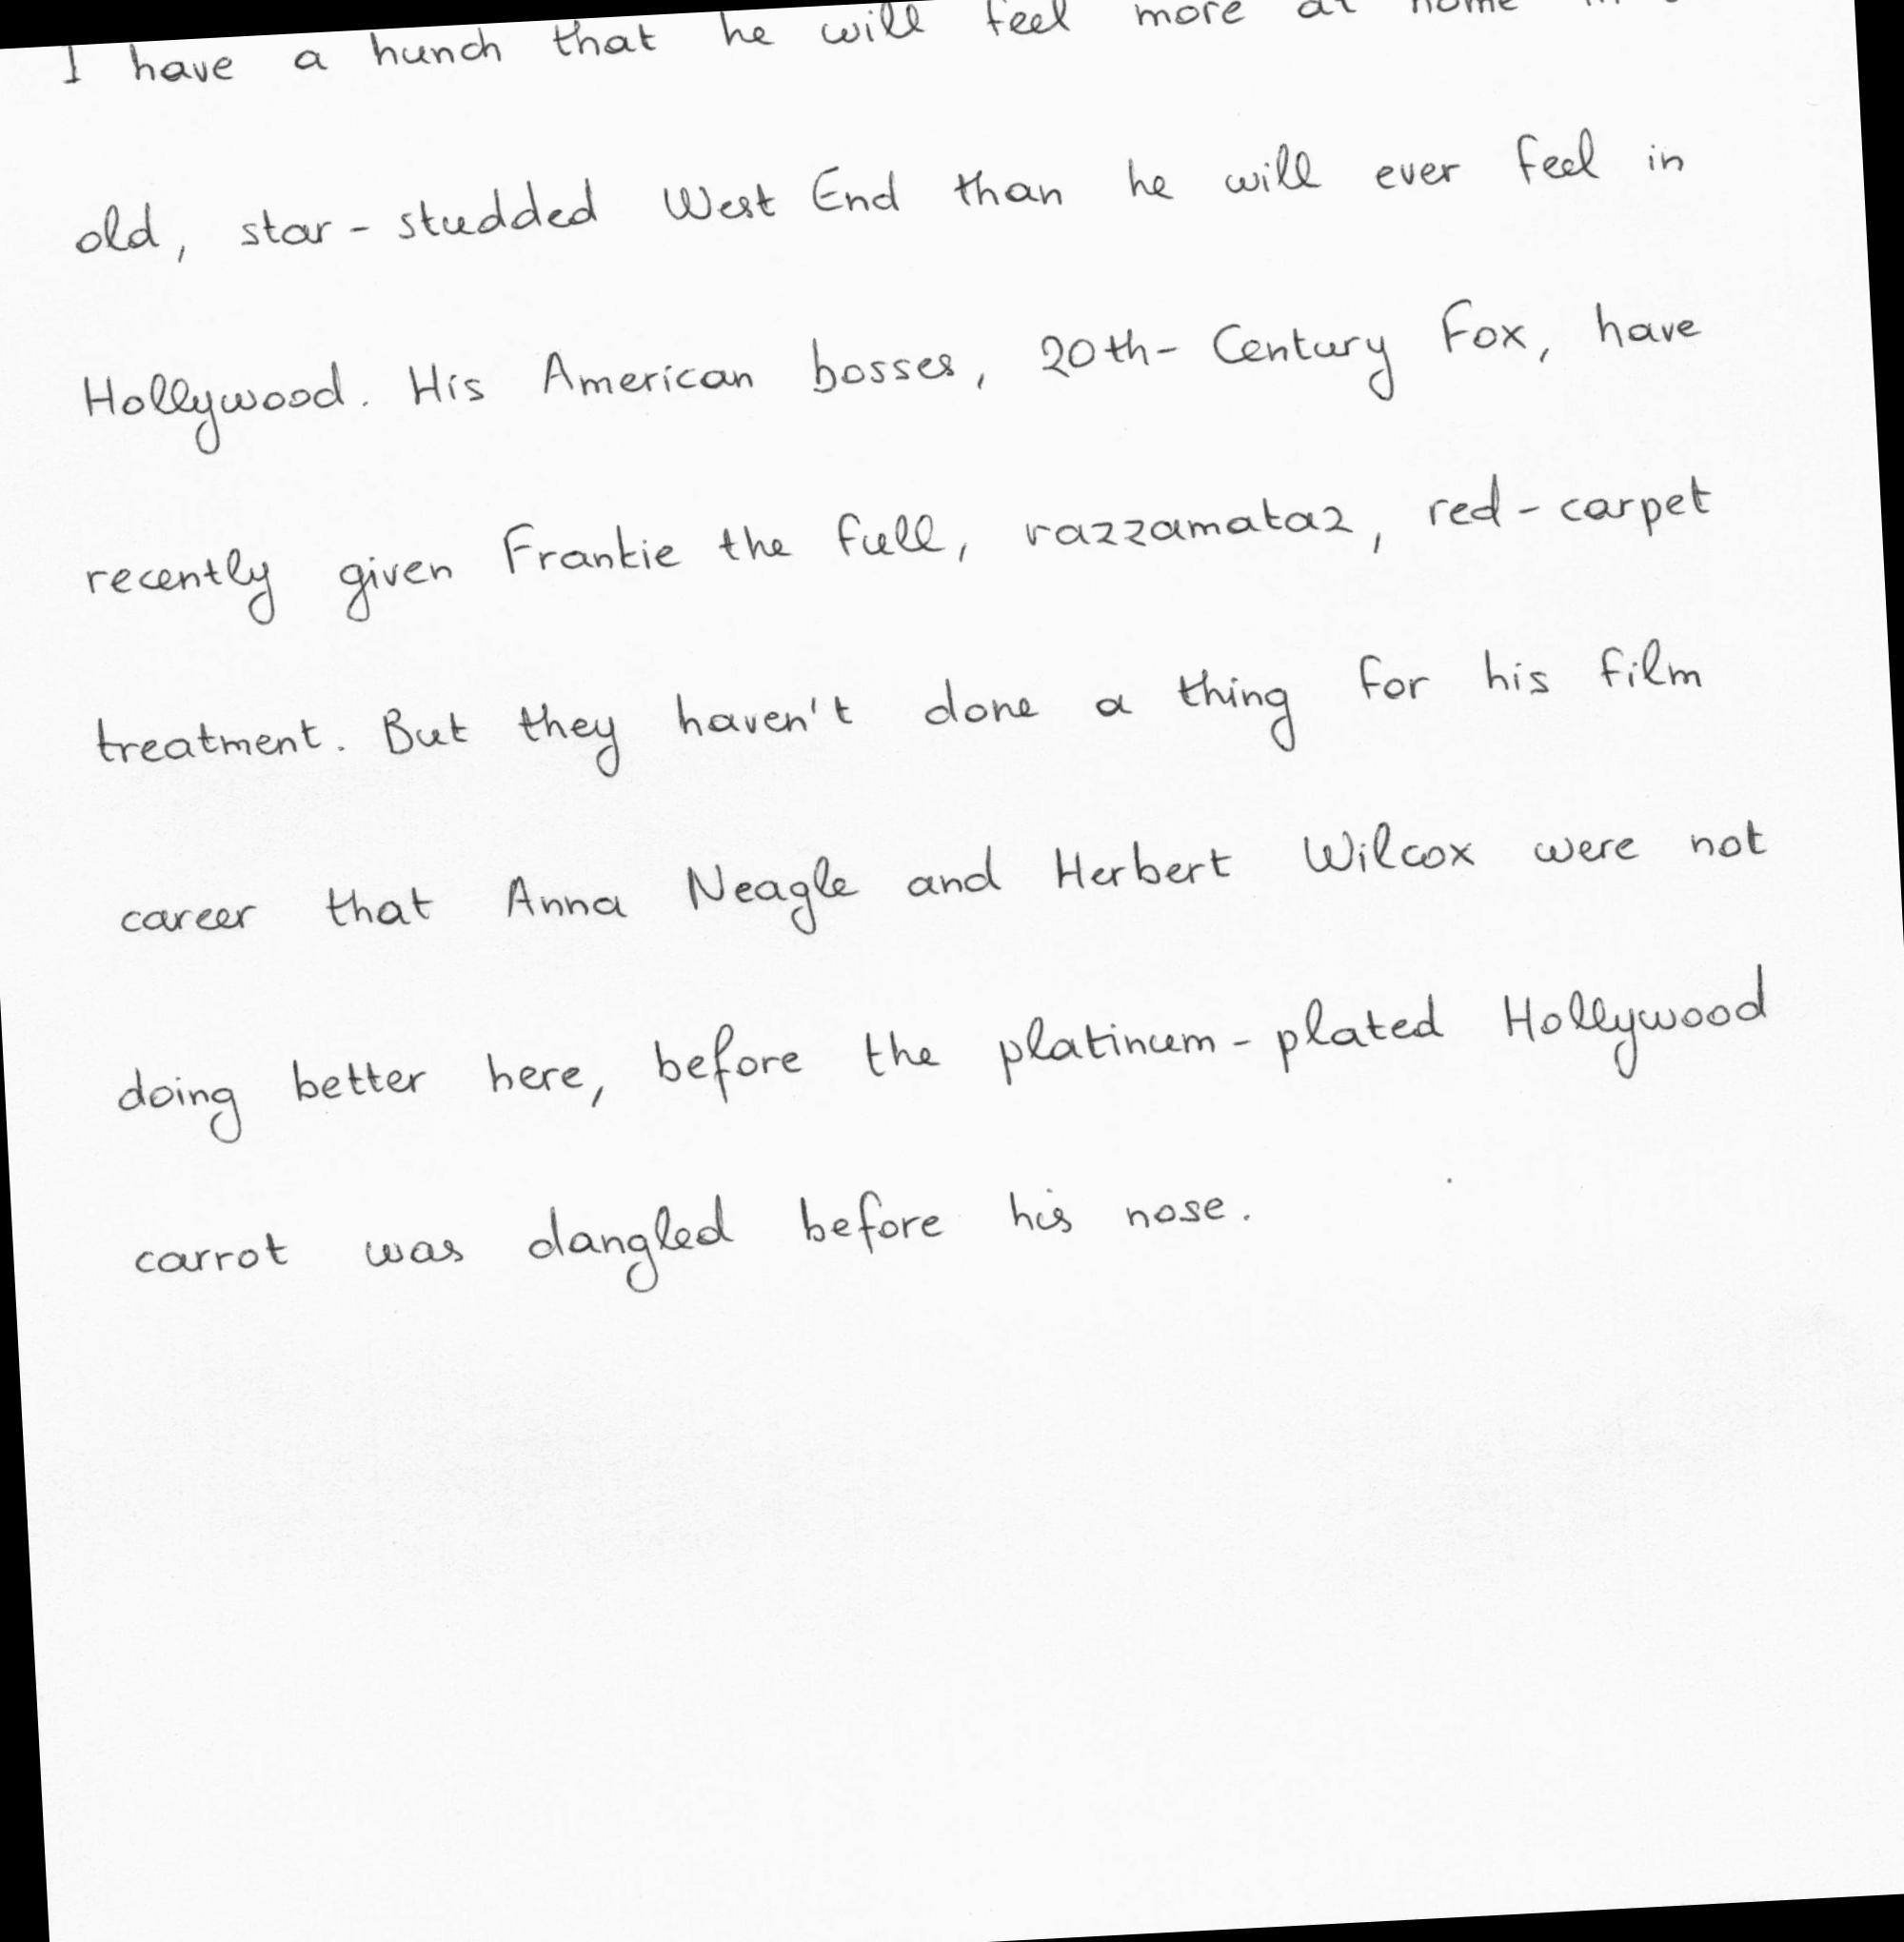 I have a hunch that he will feel more at home in
old, star-studded West End than he will ever feel in
Hollywood. His American bosses, 20th-Century Fox, have
recently given Frankie the full, razzamataz, red-carpet
treatment. But they haven't done a thing for his film
career that Anna Neagle and Herbert Wilcox were not
doing better here, before the platinum-plated Hollywood
carrot was dangled before his nose.